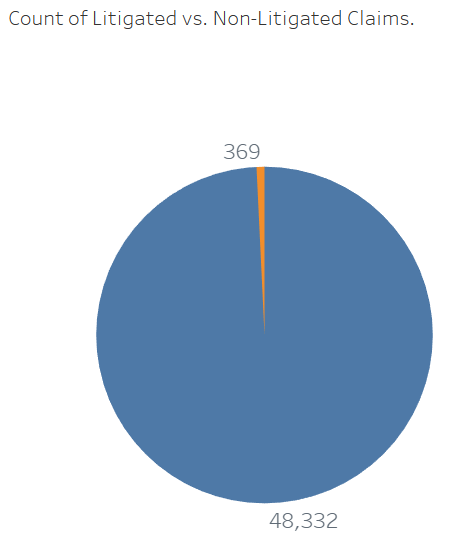 Count of Litigated vs. Non-Litigated Claims.
369
48,332